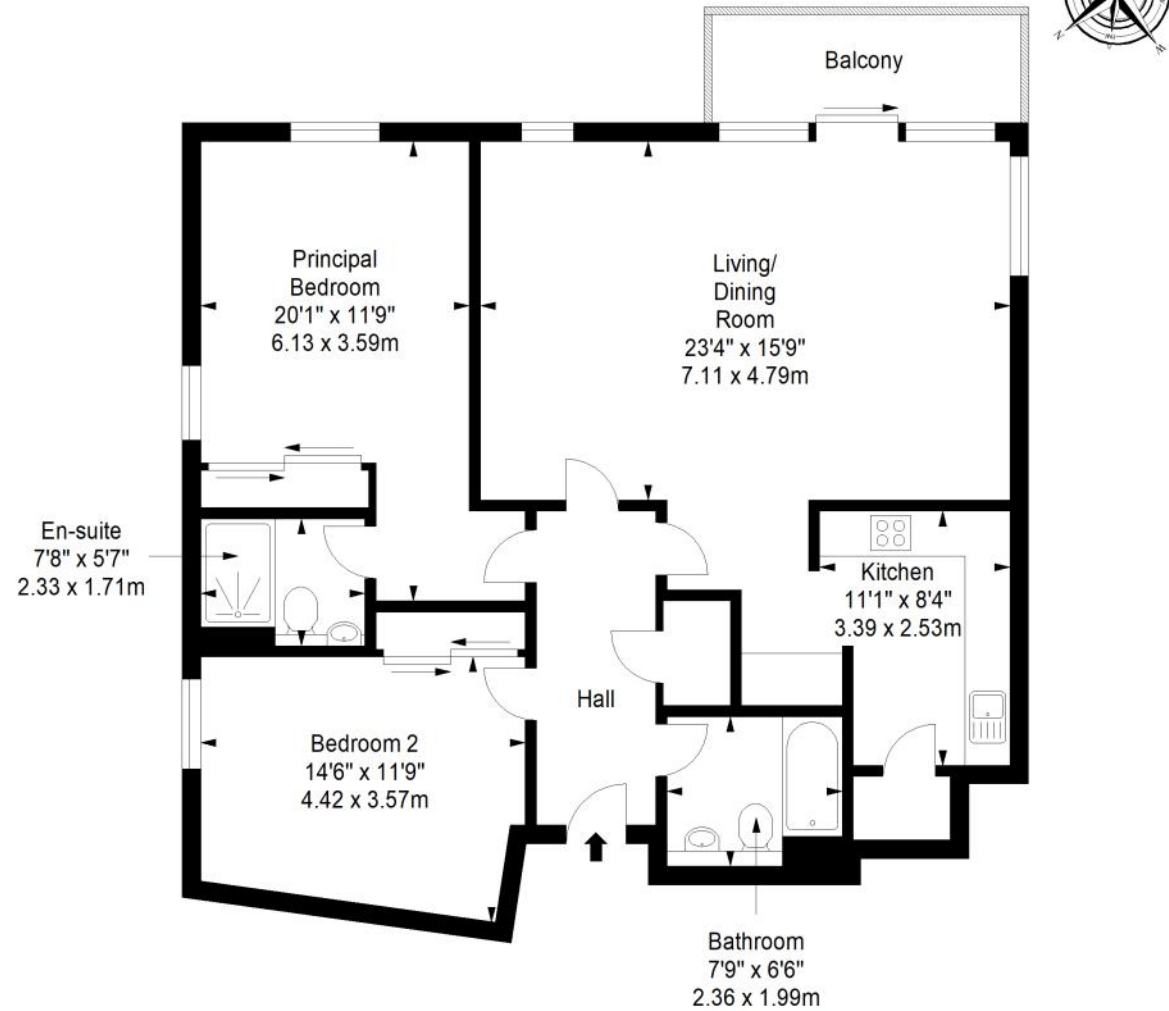 Balcony
Principal
Bedroom
20'1" x 11'9"
6.13 x 3.59m
Living/
Dining
Room
23'4" x 15'9"
7.11 x 4.79m
En-suite
7'8" x 5'7"
2.33 x 1.71m
Kitchen
11'1" x 8'4"
3.39 x 2.53m
Hall
Bedroom 2
14'6" x 11'9"
4.42 x 3.57m
Bathroom
7'9" x 6'6"
2.36 x 1.99m
N
W